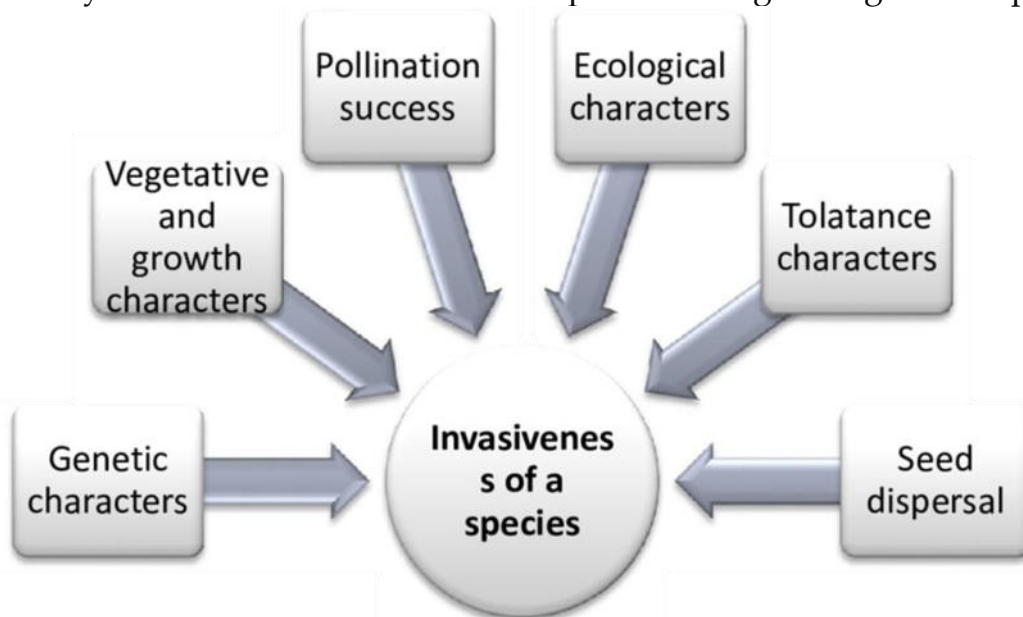 Pollination
success
Ecological
characters
Vegetative
and
growth
characters
Tolatance
characters
Genetic
characters
Invasivenes
s of a
species
Seed
dispersal